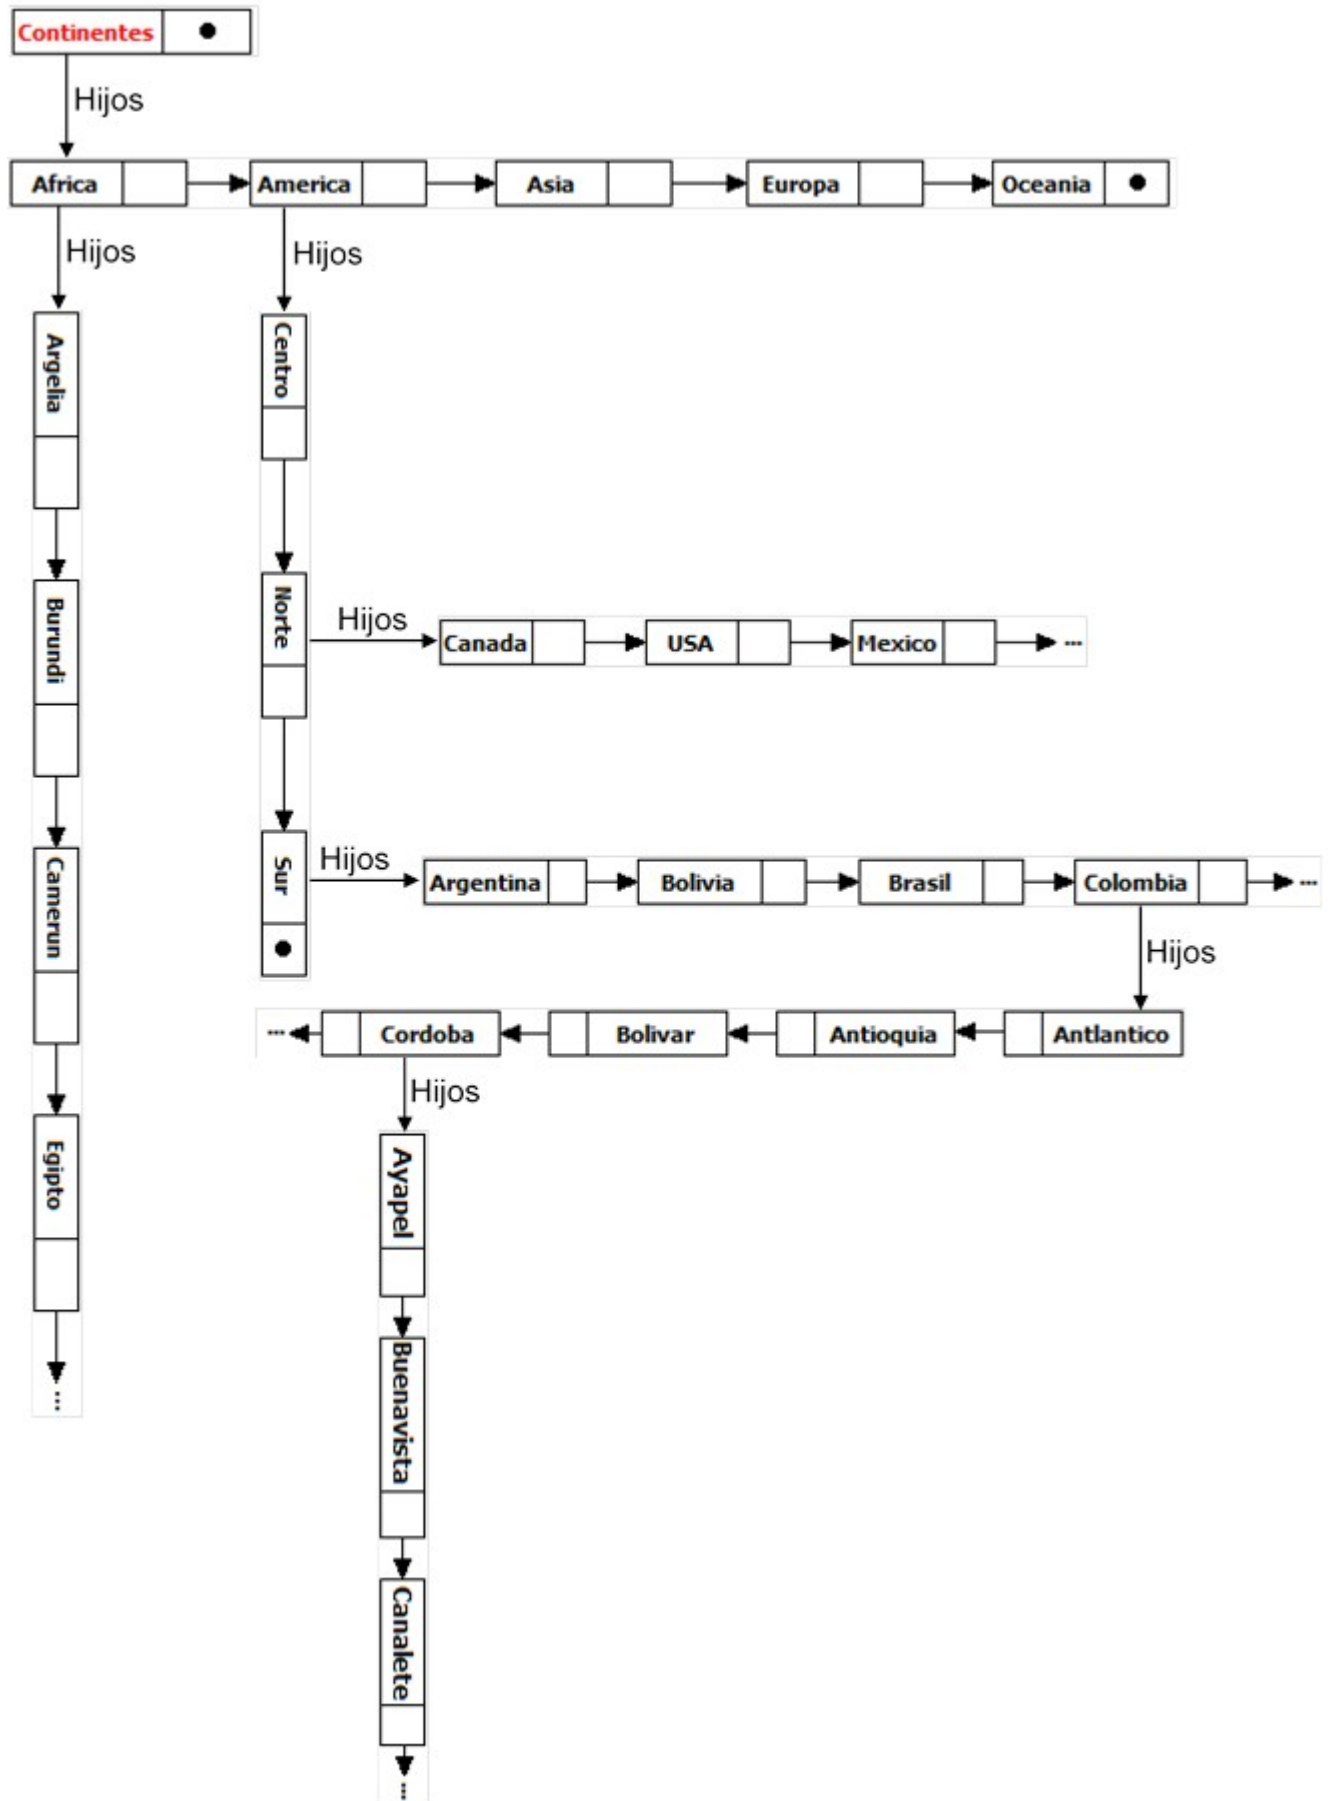 Continentes
Hijos
Africa
America
Asia
Europa
Oceania
Hijos
Hijos
Argelia
Burundi
Camerun
Egipto
...
Centro
Norte
Sur
Hijos
Canada
USA
Mexico
...
Hijos
Argentina
Bolivia
Brasil
Colombia
...
Hijos
Antlantico
Antioquia
Bolivar
Cordoba
...
Hijos
Ayapel
Buenavista
Canalete
...